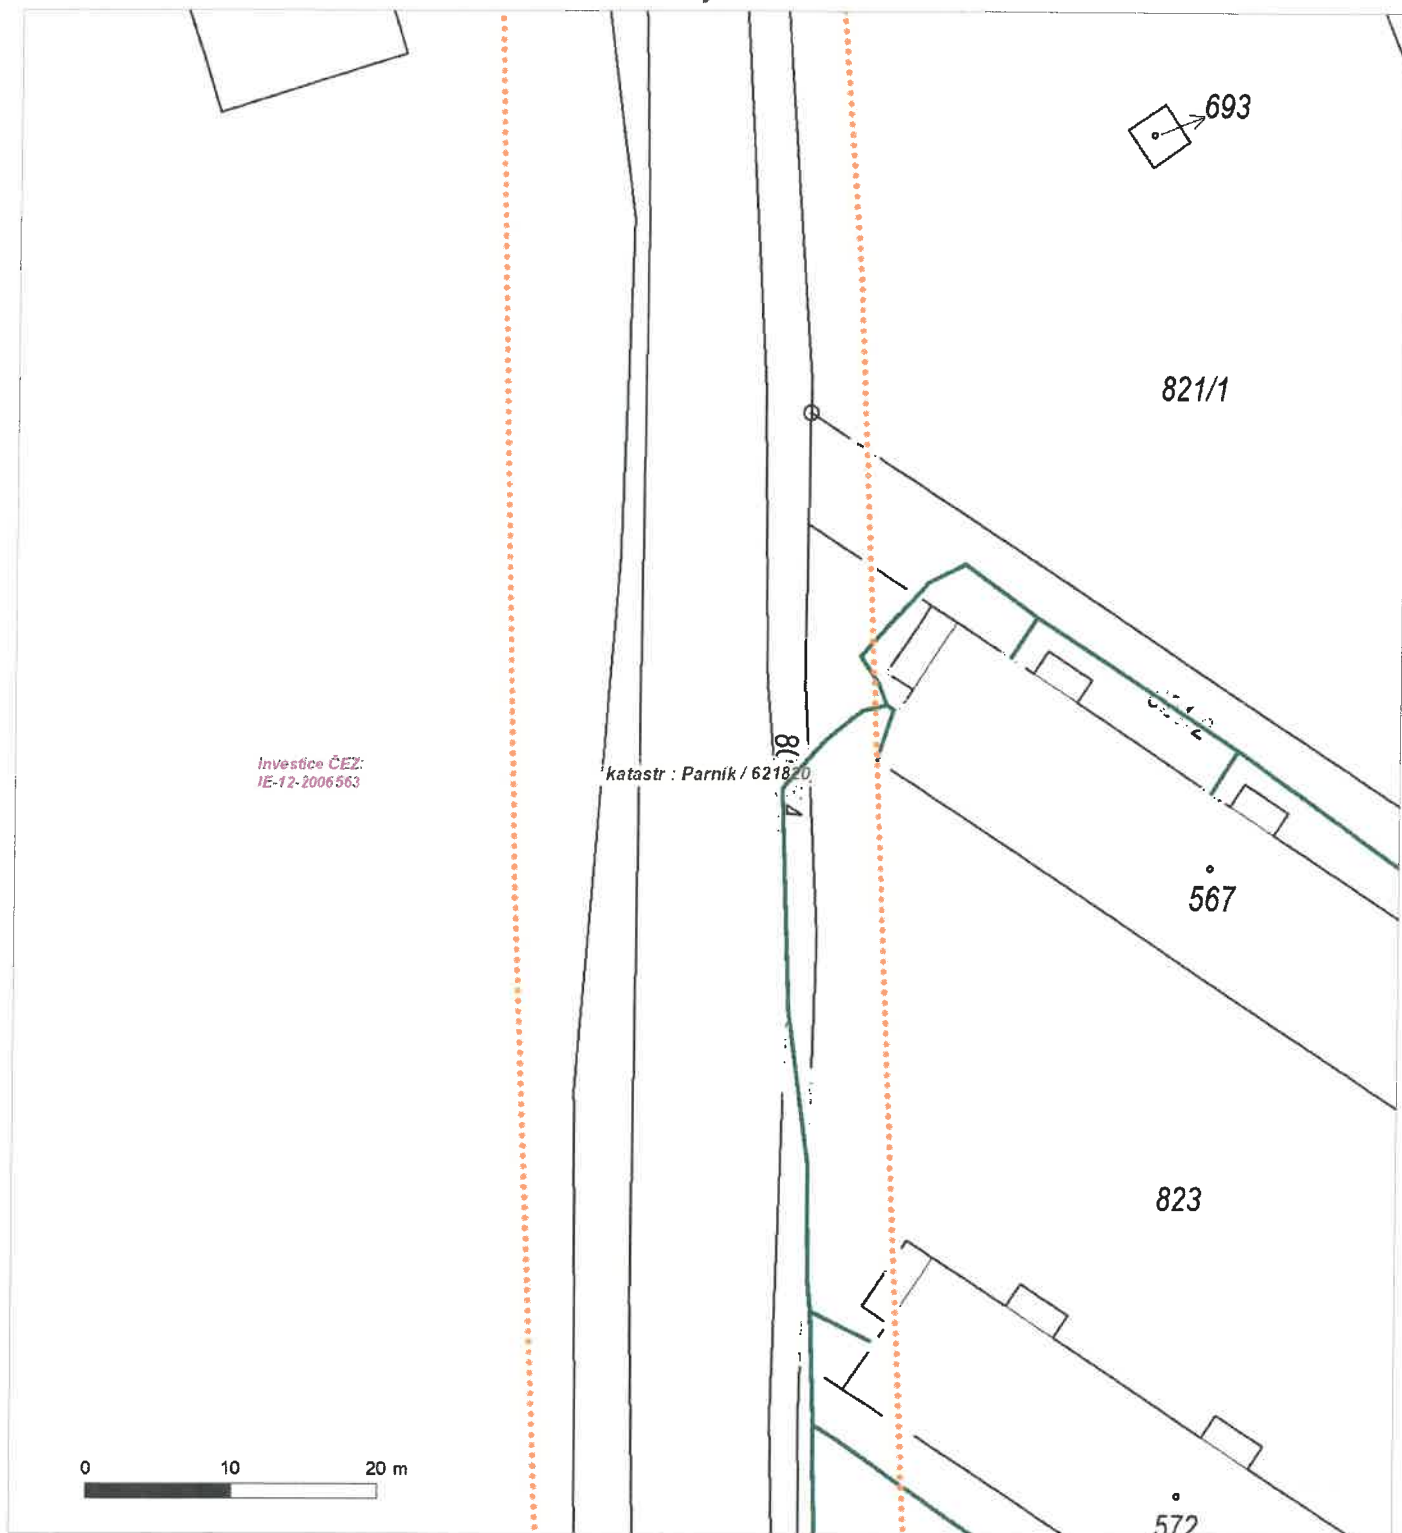 693
821/1
Investice ČEZ:
IE-12-2006563
katastr : Parník / 621820
567
823
0 10 20 m
572